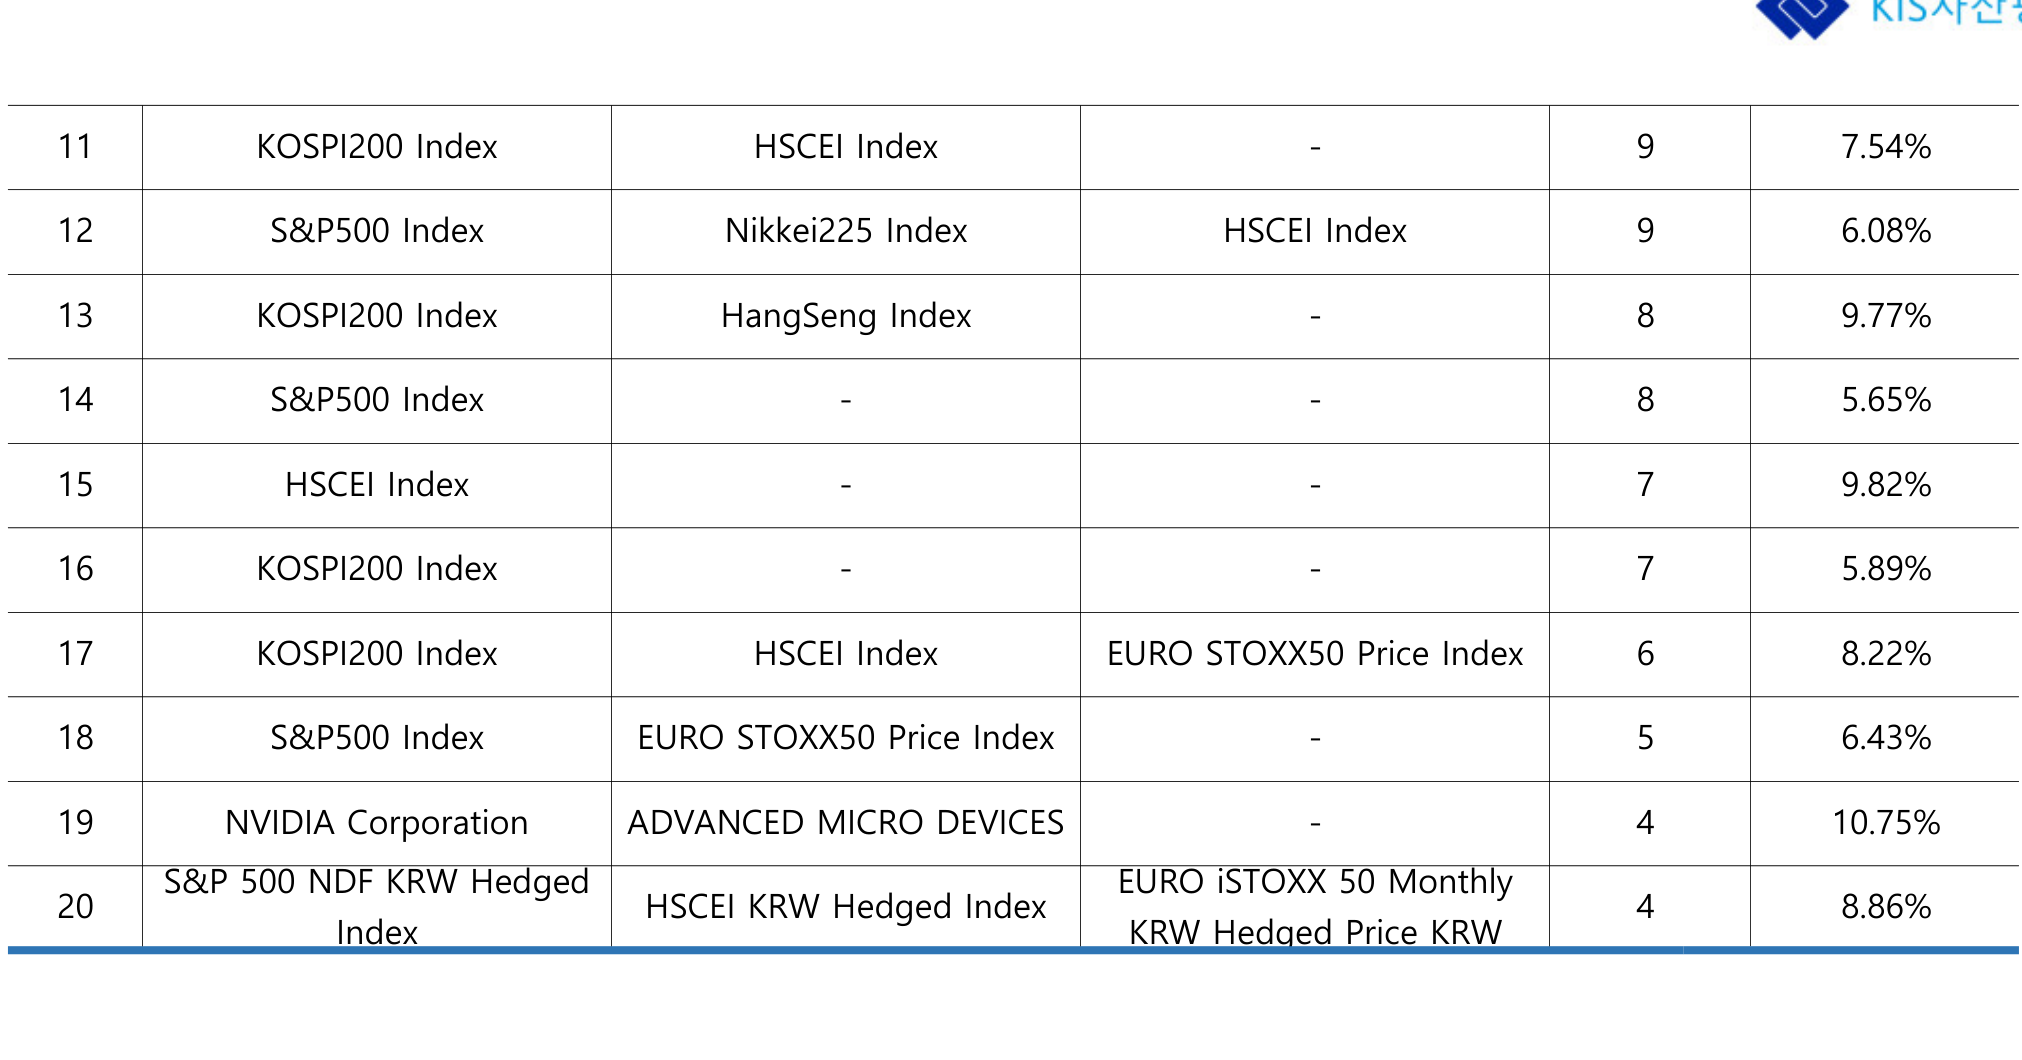 KIS자산
11 KOSPI200 Index HSCEI Index - 9 7.54%
12 S&P500 Index Nikkei225 Index HSCEI Index 9 6.08%
13 KOSPI200 Index HangSeng Index - 8 9.77%
14 S&P500 Index - - 8 5.65%
15 HSCEI Index - - 7 9.82%
16 KOSPI200 Index - - 7 5.89%
17 KOSPI200 Index HSCEI Index EURO STOXX50 Price Index 6 8.22%
18 S&P500 Index EURO STOXX50 Price Index - 5 6.43%
19 NVIDIA Corporation ADVANCED MICRO DEVICES - 4 10.75%
20 S&P 500 NDF KRW Hedged
Index
HSCEI KRW Hedged Index
EURO iSTOXX 50 Monthly
KRW Hedged Price KRW
4 8.86%